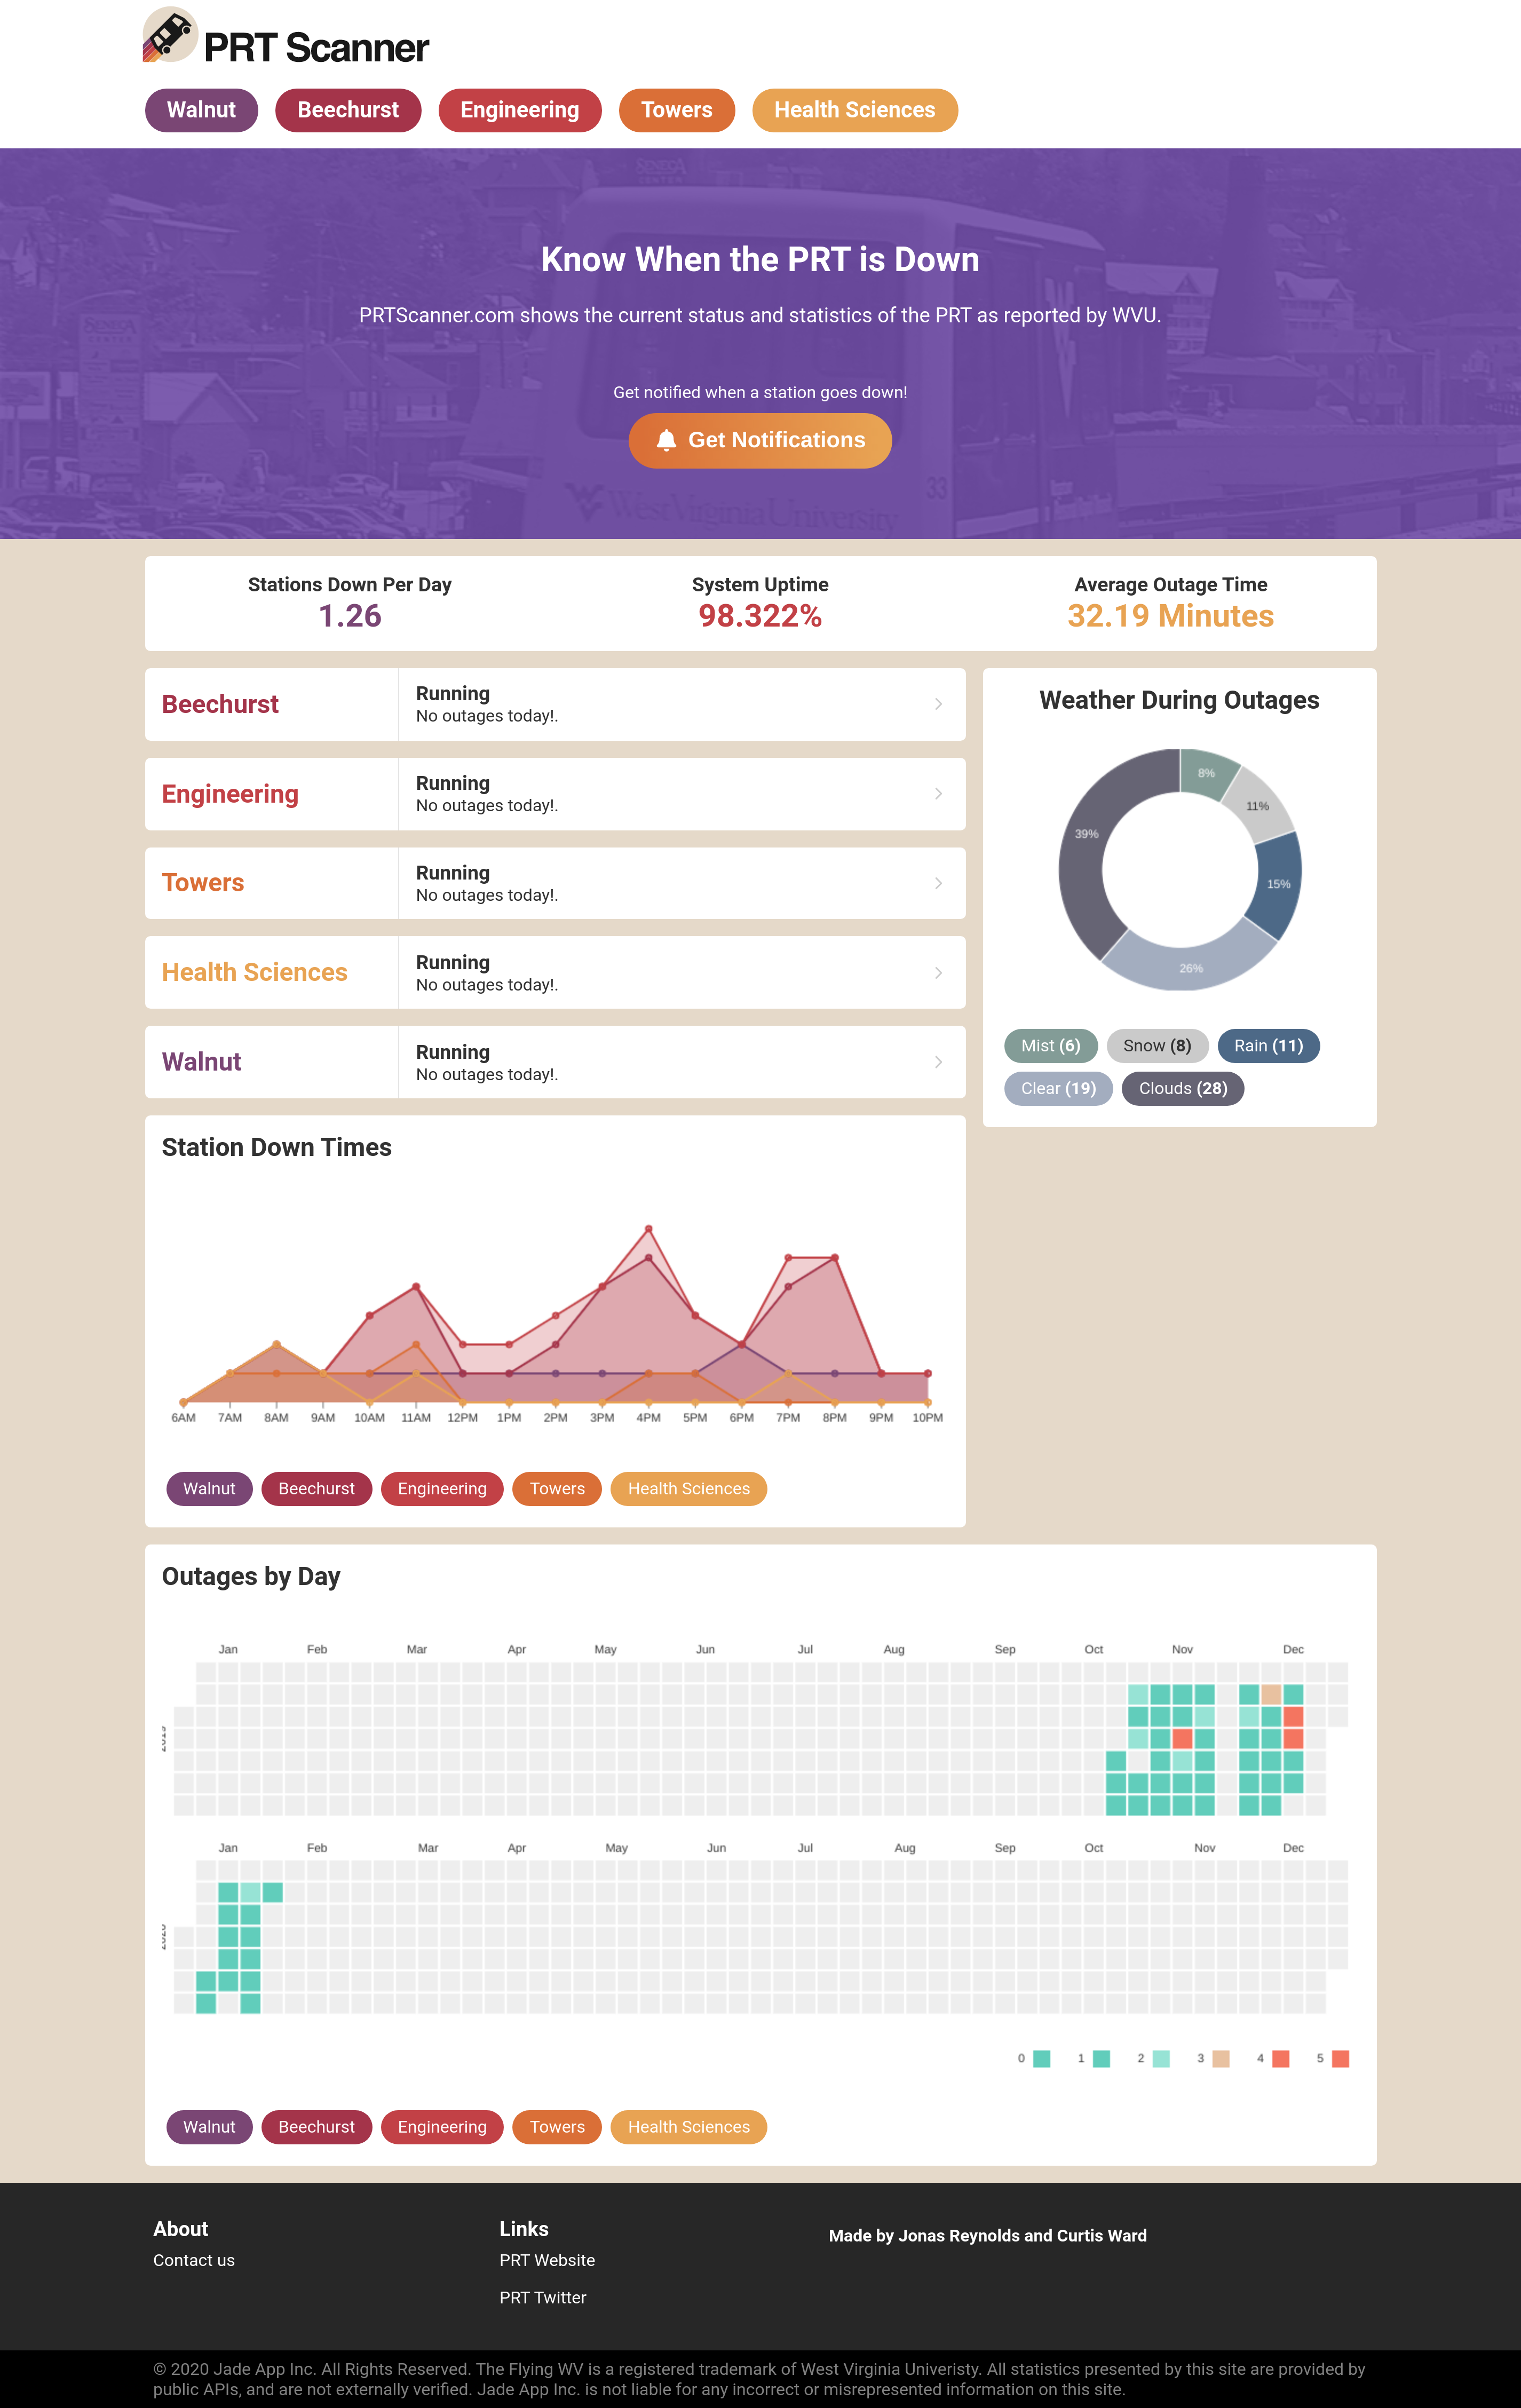 PRT Scanner
Walnut
Beechurst
Engineering
Towers
Health Sciences
SENECA
CENTER
Know When the PRT is Down
PRTScanner.com shows the current status and statistics of the PRT as reported by WVU.
Get notified when a station goes down!
Get Notifications
33
WestVirginiaUniversity
Stations Down Per Day
1.26
System Uptime
98.322%
Average Outage Time
32.19 Minutes
Beechurst
Running
No outages today!.
Engineering
Running
No outages today!.
Towers
Running
No outages today!.
Health Sciences
Running
No outages today!.
Walnut
Running
No outages today!.
Weather During Outages
8%
11%
15%
26%
39%
Mist (6)
Snow (8)
Rain (11)
Clear (19)
Clouds (28)
Station Down Times
6AM 7AM 8AM 9AM 10AM 11AM 12PM 1PM 2PM 3PM 4PM 5PM 6PM 7PM 8PM 9PM 10PM
Walnut
Beechurst
Engineering
Towers
Health Sciences
Outages by Day
Jan Feb Mar Apr May Jun Jul Aug Sep Oct Nov Dec
Jan Feb Mar Apr May Jun Jul Aug Sep Oct Nov Dec
0 1 2 3 4 5
Walnut
Beechurst
Engineering
Towers
Health Sciences
About
Contact us
Links
PRT Website
PRT Twitter
Made by Jonas Reynolds and Curtis Ward
© 2020 Jade App Inc. All Rights Reserved. The Flying WV is a registered trademark of West Virginia Univeristy. All statistics presented by this site are provided by
public APIs, and are not externally verified. Jade App Inc. is not liable for any incorrect or misrepresented information on this site.